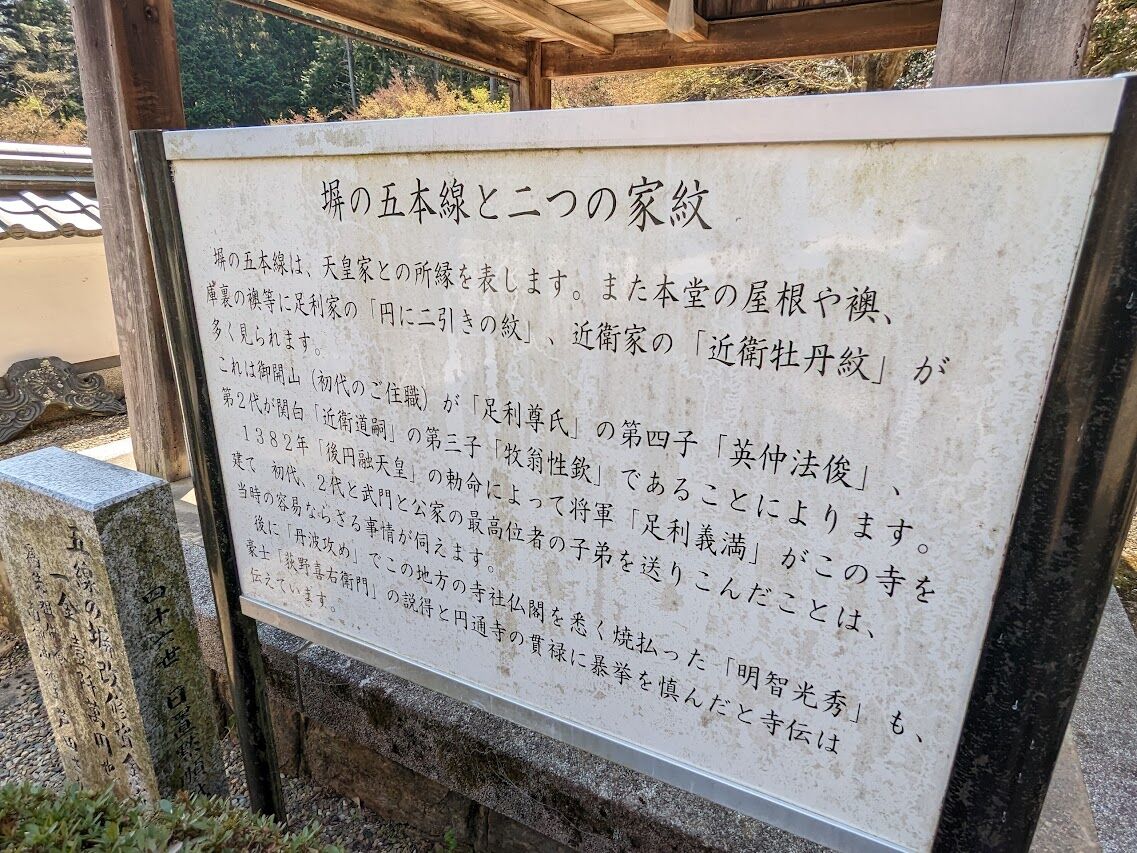 塀の五本線と二つの家紋
塀の五本線は、天皇家との所縁を表します。また本堂の屋根や襖、
庫裏の襖等に足利家の「円に二引きの紋」、近衛家の「近衛牡丹紋」が
多く見られます。
これは御開山（初代のご住職）が「足利尊氏」の第四子「英仲法俊」、
第２代が関白「近衛道嗣」の第三子「牧翁性欽」であることによります。
１３８２年「後円融天皇」の勅命によって将軍「足利義満」がこの寺を
建て　初代、２代と武門と公家の最高位者の子弟を送りこんだことは、
当時の容易ならざる事情が伺えます。
後に「丹波攻め」でこの地方の寺社仏閣を悉く焼払った「明智光秀」も、
豪士「荻野喜右衛門」の説得と円通寺の貫禄に暴挙を慎んだと寺伝は
伝えています。
五線の塀改作
一金
四十一世